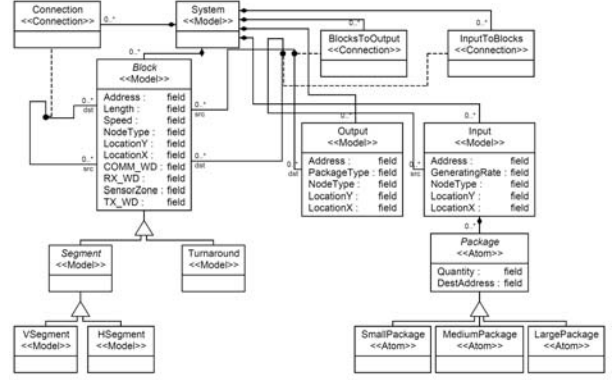 Connection
<<Connection>>
0..*
System
<<Model>>
BlocksToOutput
<<Connection>>
0..*
InputToBlocks
<<Connection>>
0..*
0..*
Block
<<Model>>
Address : field
Length : field
Speed : field
NodeType : field
LocationY : field
LocationX : field
COMM_WD : field
RX_WD : field
SensorZone : field
TX_WD : field
0..*
dst
0..*
src
0..*
src
0..*
dst
0..*
Output
<<Model>>
Address : field
PackageType : field
NodeType : field
LocationY : field
LocationX : field
0..*
dst
0..*
Input
<<Model>>
Address : field
GeneratingRate : field
NodeType : field
LocationY : field
LocationX : field
0..*
src
0..*
Package
<<Atom>>
Quantity : field
DestAddress : field
Segment
<<Model>>
Turnaround
<<Model>>
VSegment
<<Model>>
HSegment
<<Model>>
SmallPackage
<<Atom>>
MediumPackage
<<Atom>>
LargePackage
<<Atom>>